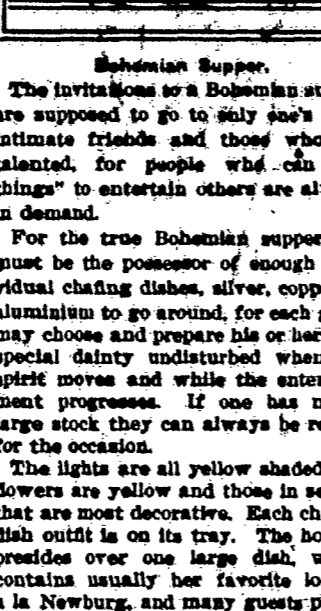 Bohemian Supper.
The invitations to a Bohemian su
are supposed to go to only one's
intimate friends and those who
talented, for people who can
things" to entertain others are al
in demand.
For the true Bohemian supper
must be the possessor of enough
vidual chafing dishes, silver, copp
aluminium to go around, for each g
may choose and prepare his or her
special dainty undisturbed when
spirit moves and while the enter
ment progresses. If one has n
large stock they can always be re
for the occasion.
The lights are all yellow shaded
flowers are yellow and those in se
that are most decorative. Each ch
dish outfit is on its tray. The ho
presides over one large dish, w
contains usually her favorite lo
a la Newburg, and many guests p